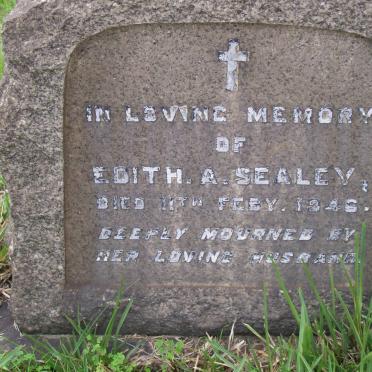 IN LOVING MEMORY
OF
EDITH. A. SEALEY,
DIED 11TH FEBY. 1946.
DEEPLY MOURNED BY
HER LOVING HUSBAND.